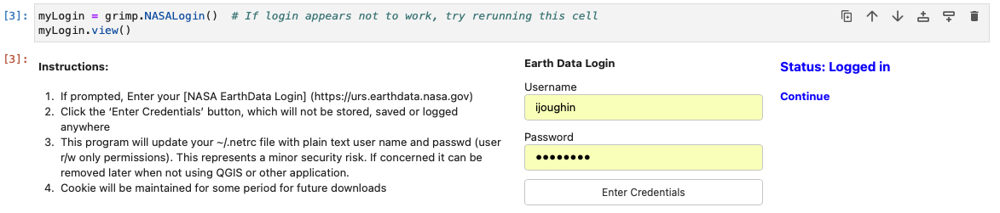 [3]: myLogin = grimp.NASALogin()  # If login appears not to work, try rerunning this cell
myLogin.view()
[3]:
Instructions:
1. If prompted, Enter your [NASA EarthData Login] (https://urs.earthdata.nasa.gov)
2. Click the ‘Enter Credentials’ button, which will not be stored, saved or logged
anywhere
3. This program will update your ~/.netrc file with plain text user name and passwd (user
r/w only permissions). This represents a minor security risk. If concerned it can be
removed later when not using QGIS or other application.
4. Cookie will be maintained for some period for future downloads
Earth Data Login
Username
ijoughin
Password
●●●●●●●●
Enter Credentials
Status: Logged in
Continue